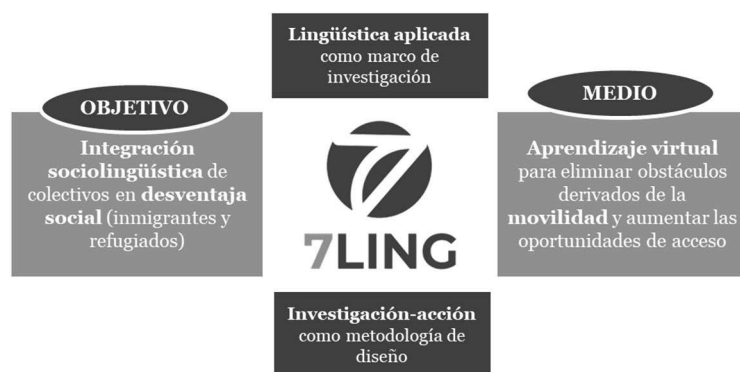 Lingüística aplicada
como marco de
investigación
OBJETIVO
Integración
sociolingüística de
colectivos en desventaja
social (inmigrantes y
refugiados)
7LING
MEDIO
Aprendizaje virtual
para eliminar obstáculos
derivados de la
movilidad y aumentar las
oportunidades de acceso
Investigación-acción
como metodología de
diseño